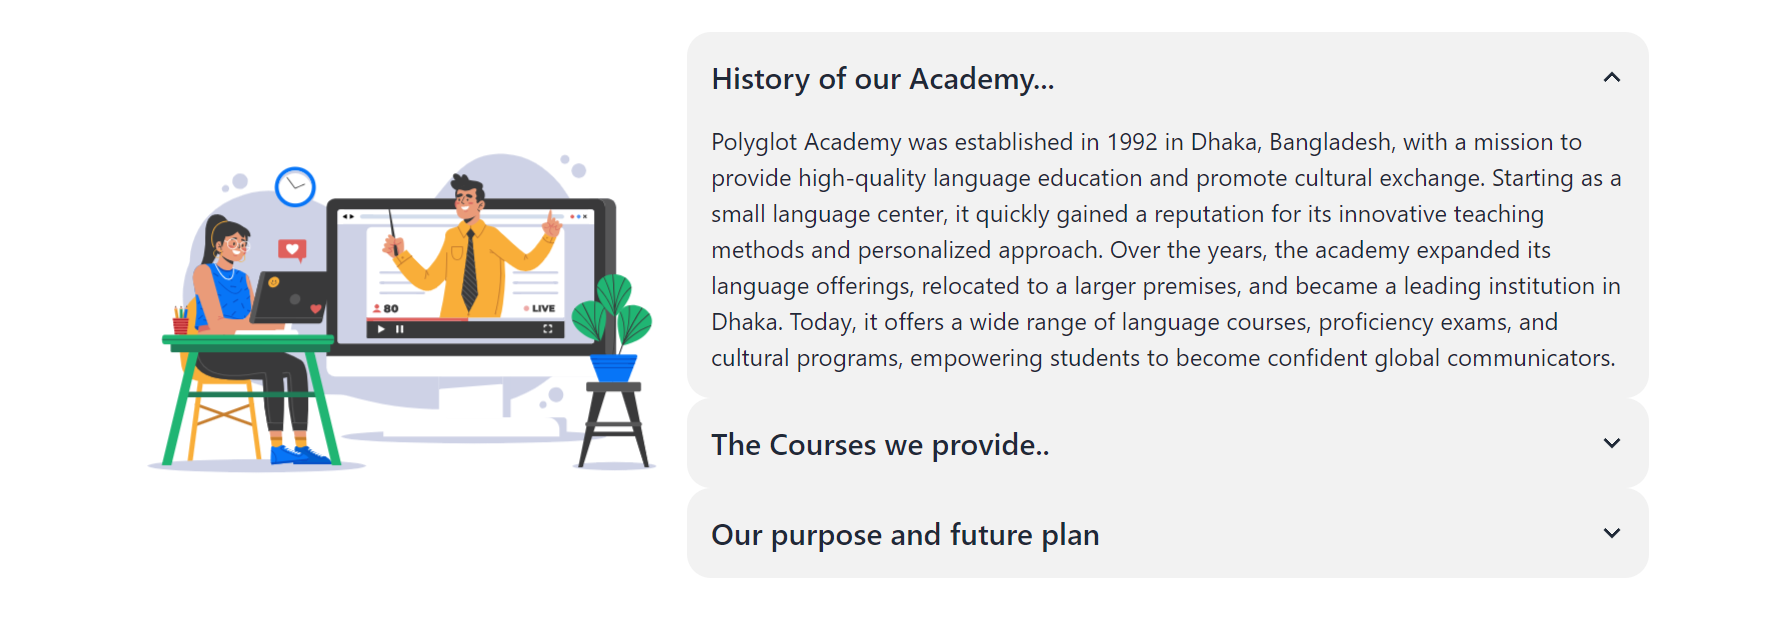 History of our Academy...
Polyglot Academy was established in 1992 in Dhaka, Bangladesh, with a mission to
provide high-quality language education and promote cultural exchange. Starting as a
small language center, it quickly gained a reputation for its innovative teaching
methods and personalized approach. Over the years, the academy expanded its
language offerings, relocated to a larger premises, and became a leading institution in
Dhaka. Today, it offers a wide range of language courses, proficiency exams, and
cultural programs, empowering students to become confident global communicators.
The Courses we provide..
Our purpose and future plan
80
LIVE